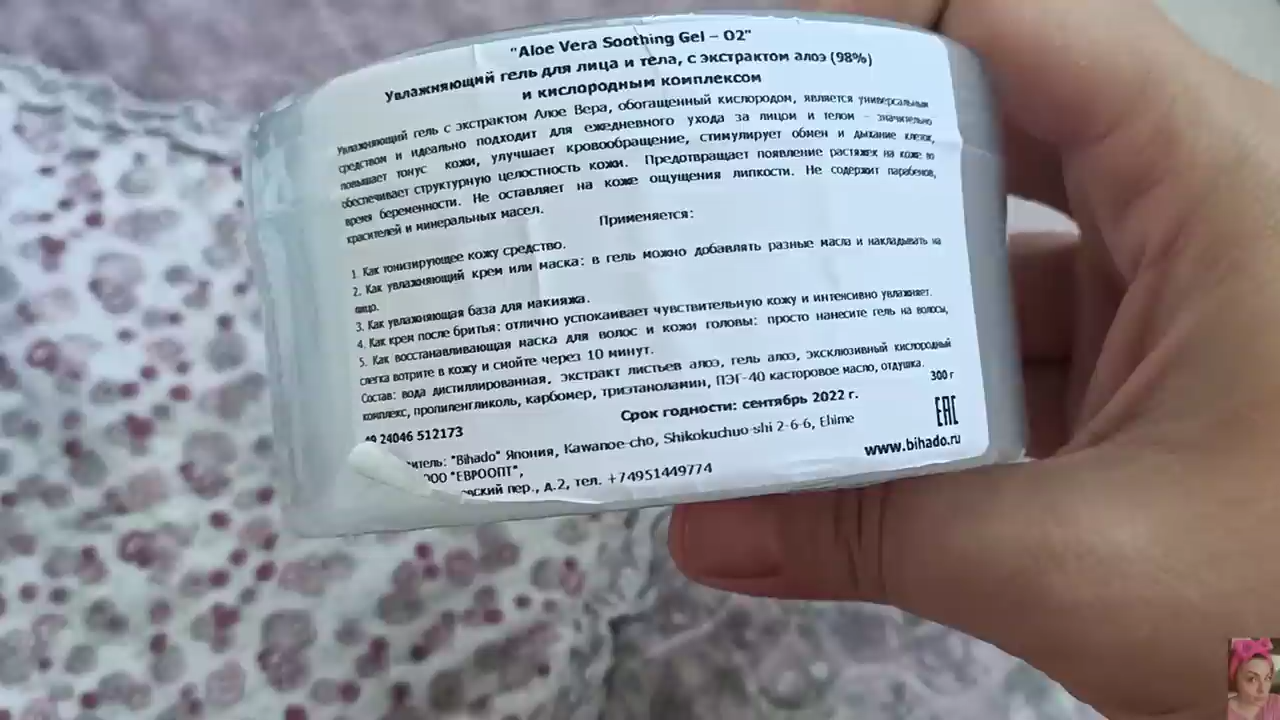 "Aloe Vera Soothing Gel – O2"
Увлажняющий гель для лица и тела, с экстрактом алоэ (98%)
и кислородным комплексом
Увлажняющий гель с экстрактом Алоe Вера, обогащенный кислородом, является универсальным
средством и идеально подходит для ежедневного ухода за лицом и телом – значительно
повышает тонус кожи, улучшает кровообращение, стимулирует обмен и дыхание клеток,
обеспечивает структурную целостность кожи. Предотвращает появление растяжек на коже во
время беременности. Не оставляет на коже ощущения липкости. Не содержит парабенов,
красителей и минеральных масел.
Применяется:
1. Как тонизирующее кожу средство.
2. Как увлажняющий крем или маска: в гель можно добавлять разные масла и накладывать на
лицо.
3. Как увлажняющая база для макияжа.
4. Как крем после бритья: отлично успокаивает чувствительную кожу и интенсивно увлажняет.
5. Как восстанавливающая маска для волос и кожи головы: просто нанесите гель на волосы,
слегка вотрите в кожу и смойте через 10 минут.
Состав: вода дистиллированная, экстракт листьев алоэ, гель алоэ, эксклюзивный кислородный
комплекс, пропиленгликоль, карбомер, триэтаноламин, ПЭГ-40 касторовое масло, отдушка.
300 г
Срок годности: сентябрь 2022 г.
49 24046 512173
EAC
итель: "Bihado" Япония, Kawanoe-cho, Shikokuchuo-shi 2-6-6, Ehime
ООО "ЕВРООПТ",
www.bihado.ru
вский пер., д.2, тел. +74951449774